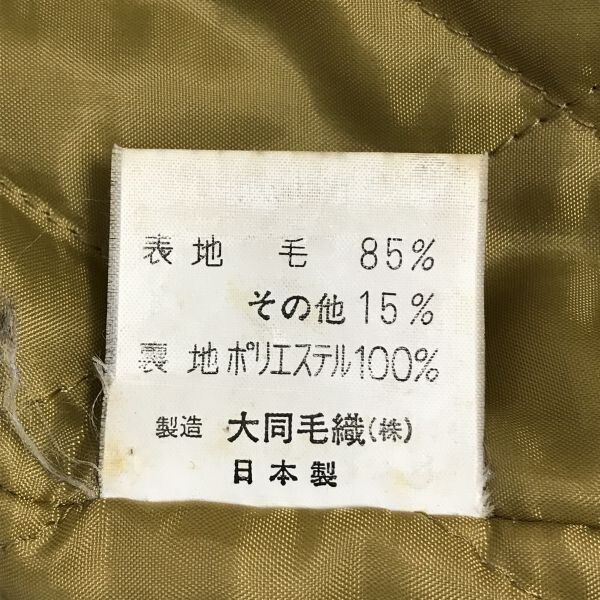 表地 毛 85%
その他 15%
裏地 ポリエステル100%
製造 大同毛織(株)
日本製